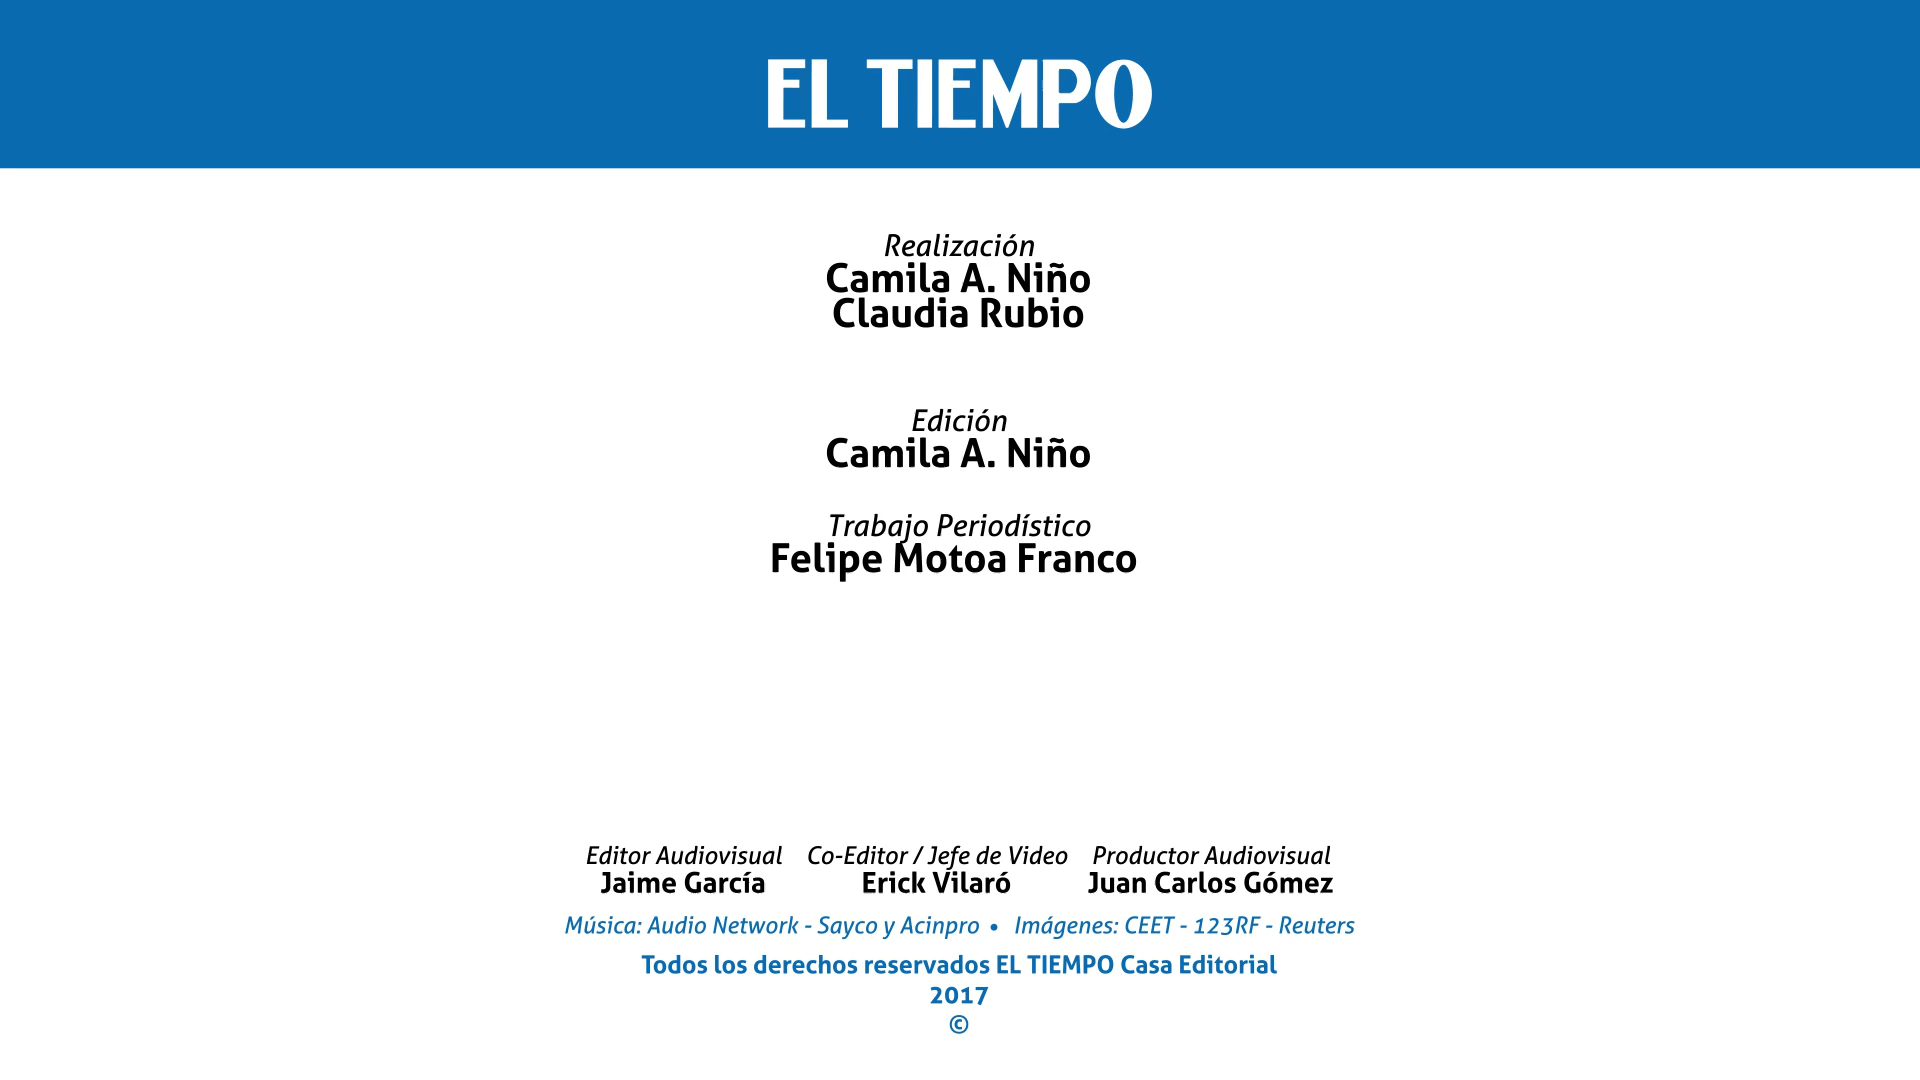 EL TIEMPO
Realización
Camila A. Niño
Claudia Rubio
Edición
Camila A. Niño
Trabajo Periodístico
Felipe Motoa Franco
Editor Audiovisual Co-Editor / Jefe de Video Productor Audiovisual
Jaime García Erick Vilaró Juan Carlos Gómez
Música: Audio Network - Sayco y Acinpro • Imágenes: CEET - 123RF - Reuters
Todos los derechos reservados EL TIEMPO Casa Editorial
2017
©